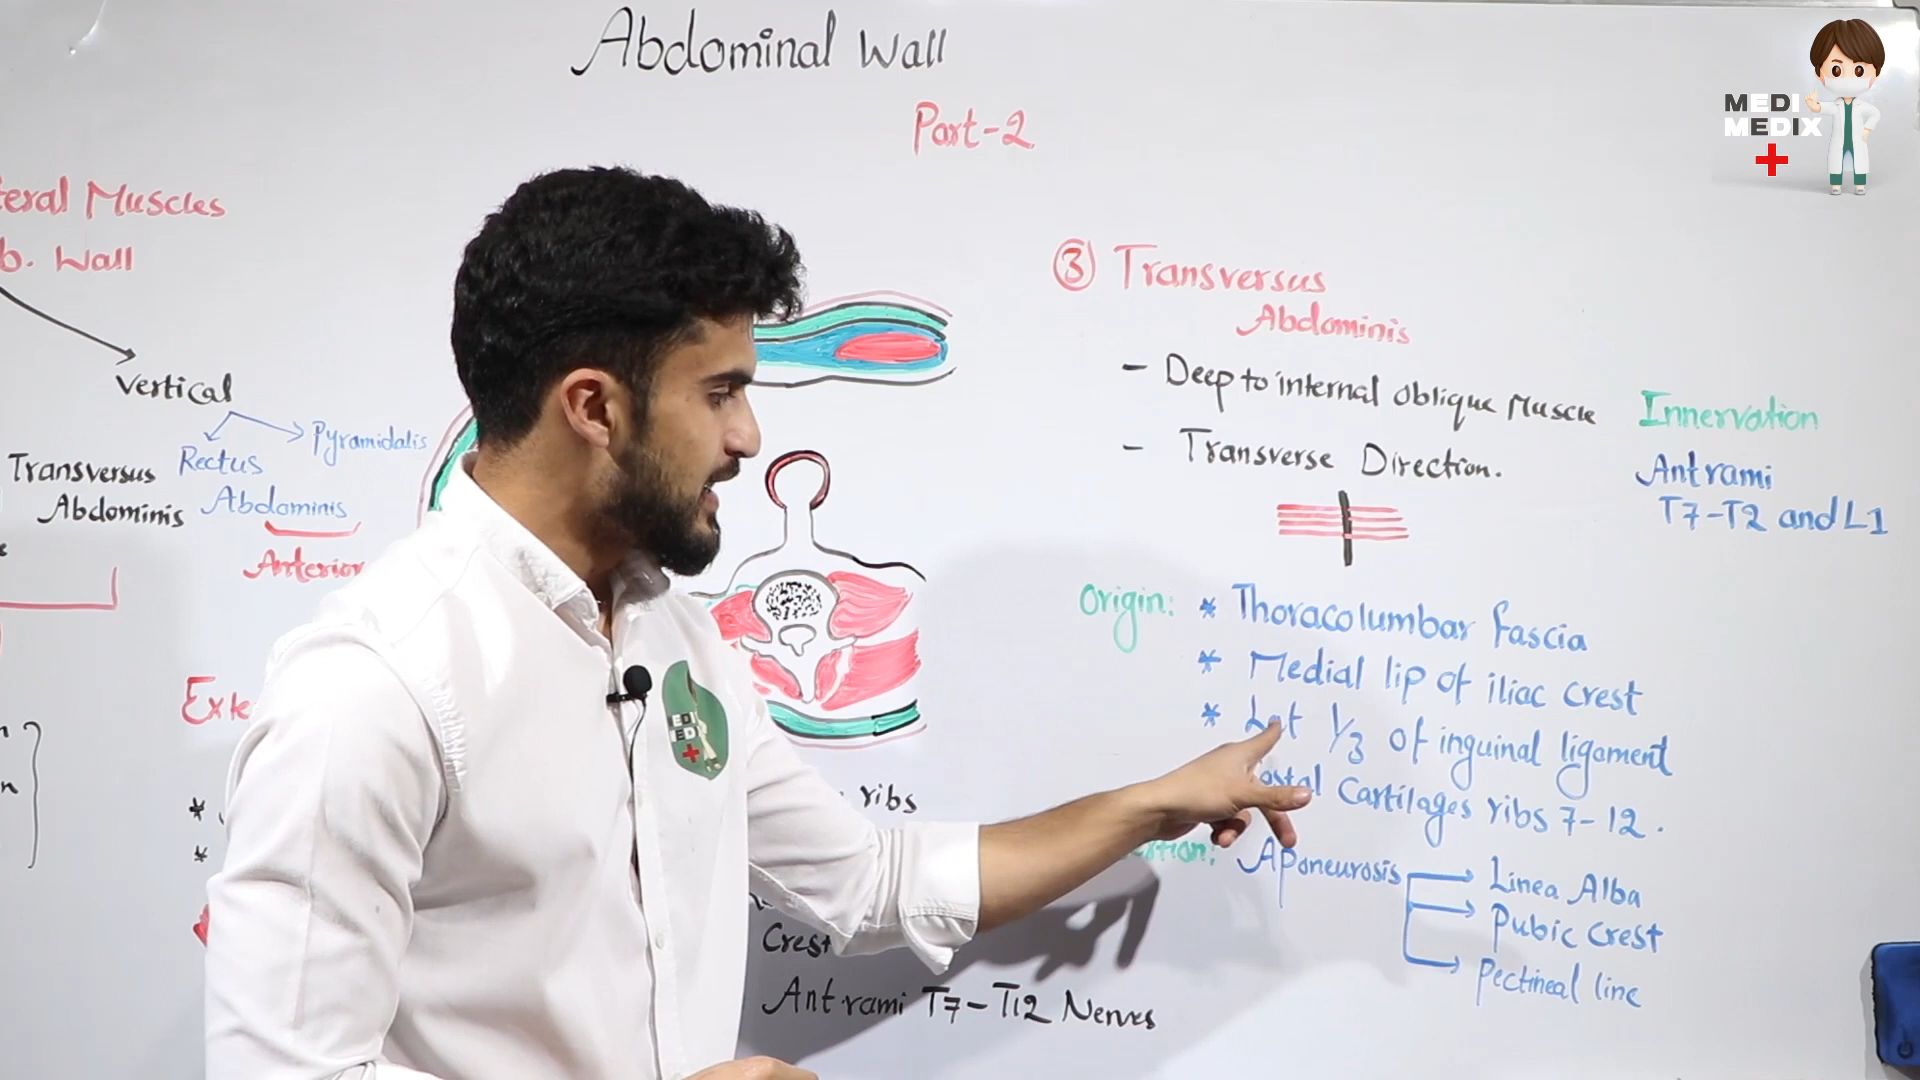 Abdominal Wall
Part-2
MEDI
MEDIX
Muscles
Wall
Vertical
Pyramidalis
Rectus
Abdominis
Transversus
Abdominis
Anterior
③ Transversus
Abdominis
- Deep to internal oblique Muscle
- Transverse Direction.
Innervation
Ant rami
T7-T2 and L1
Origin: * Thoracolumbar fascia
* Medial lip of iliac crest
* Lat 1/3 of inguinal ligament
Cartilages ribs 7-12.
Aponeurosis
Linea Alba
Pubic Crest
Pectineal line
ribs
Crest
Ant. rami T7-T12 Nerves